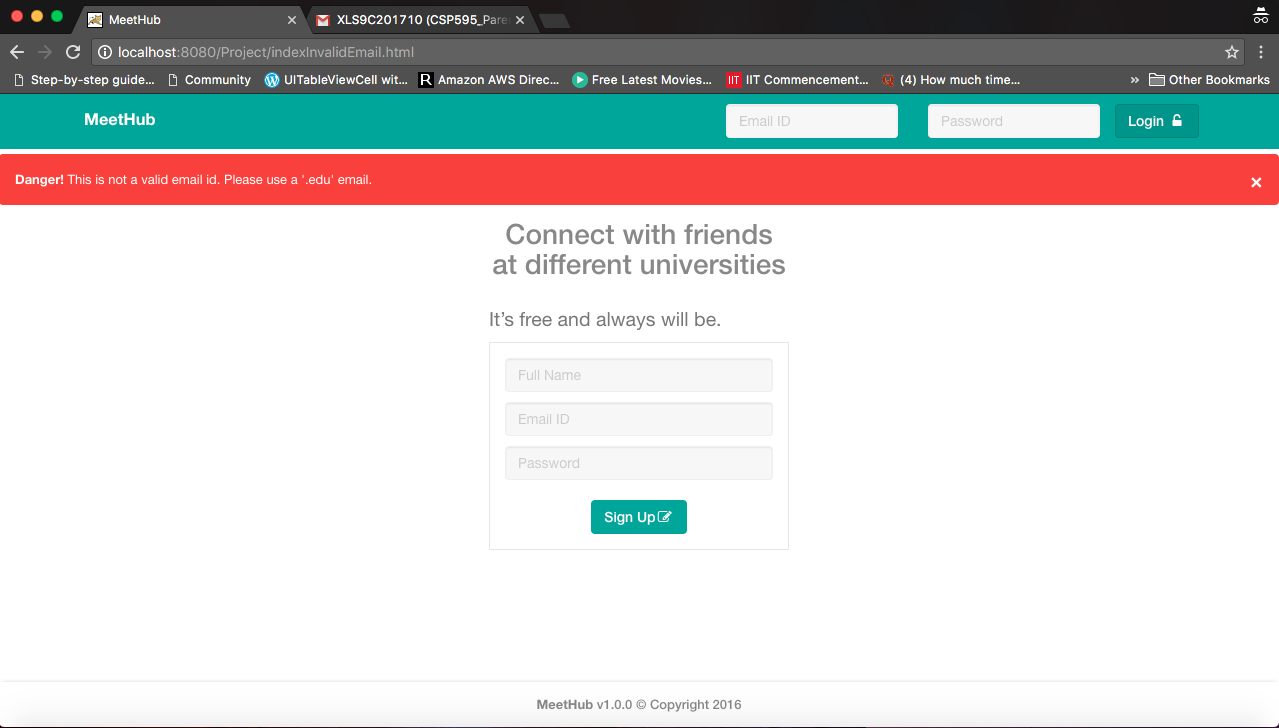 MeetHub
XLS9C201710 (CSP595_Pare
localhost:8080/Project/indexInvalidEmail.html
Step-by-step guide...
Community
UITableViewCell wit...
R
Amazon AWS Direc...
Free Latest Movies...
IIT
IIT Commencement...
(4) How much time...
»
Other Bookmarks
MeetHub
Email ID
Password
Login
Danger! This is not a valid email id. Please use a '.edu' email.
×
Connect with friends
at different universities
It’s free and always will be.
Full Name
Email ID
Password
Sign Up
MeetHub v1.0.0 © Copyright 2016